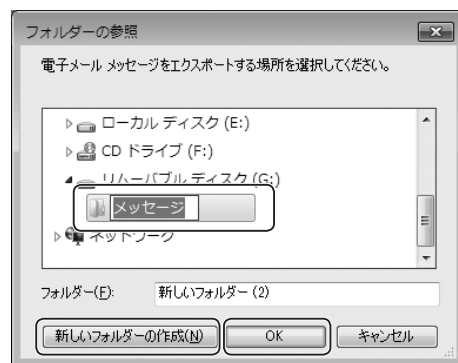 フォルダーの参照
電子メール メッセージをエクスポートする場所を選択してください。
ローカル ディスク (E:)
CD ドライブ (F:)
リムーバブル ディスク (G:)
メッセージ
ネットワーク
フォルダー(F): 新しいフォルダー (2)
新しいフォルダーの作成(N) OK キャンセル